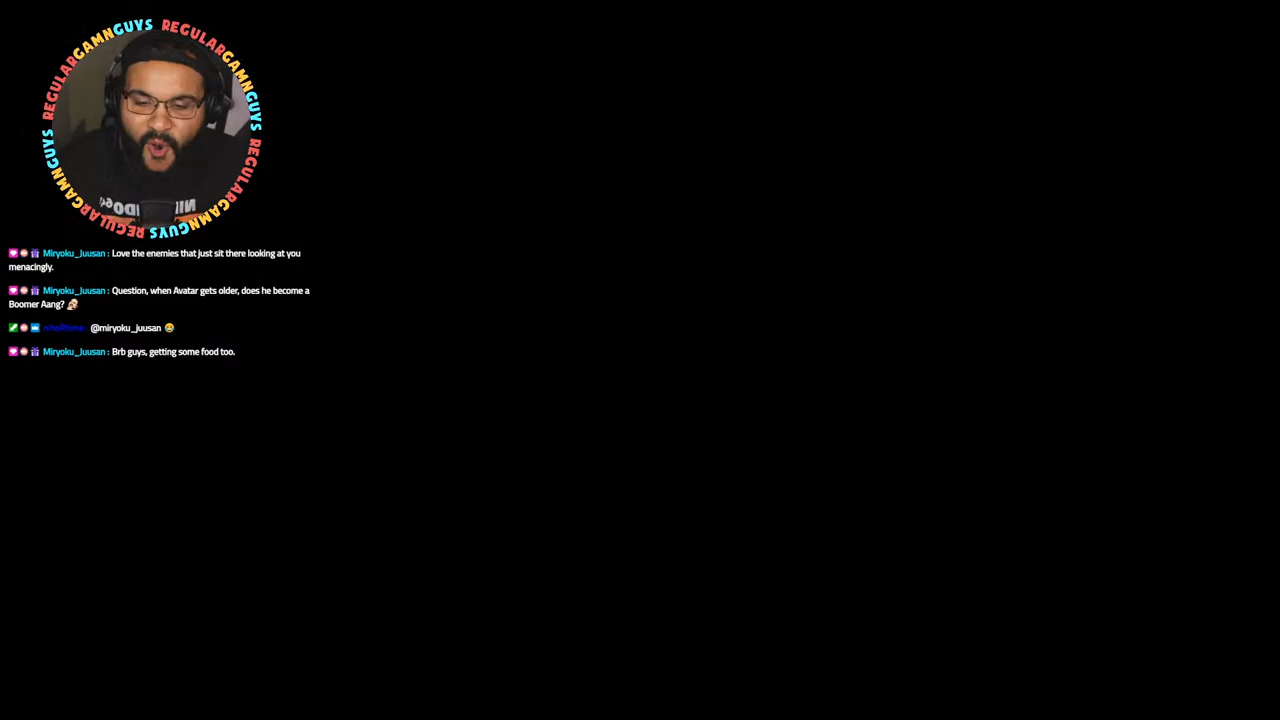 REGULARGAMNGUYS REGULARGAMNGUYS REGULARGAMNGUYS REGULARGAMNGUYS
Miryoku_Juusan : Love the enemies that just sit there looking at you
menacingly.
Miryoku_Juusan : Question, when Avatar gets older, does he become a
Boomer Aang?
@miryoku_juusan
Miryoku_Juusan : Brb guys, getting some food too.